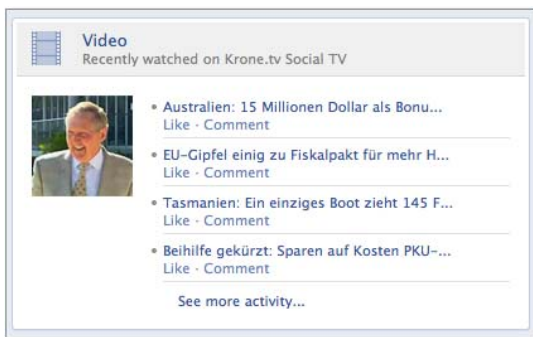 Video
Recently watched on Krone.tv Social TV
• Australien: 15 Millionen Dollar als Bonu...
Like · Comment
• EU-Gipfel einig zu Fiskalpakt für mehr H...
Like · Comment
• Tasmanien: Ein einziges Boot zieht 145 F...
Like · Comment
• Beihilfe gekürzt: Sparen auf Kosten PKU-...
Like · Comment
See more activity...